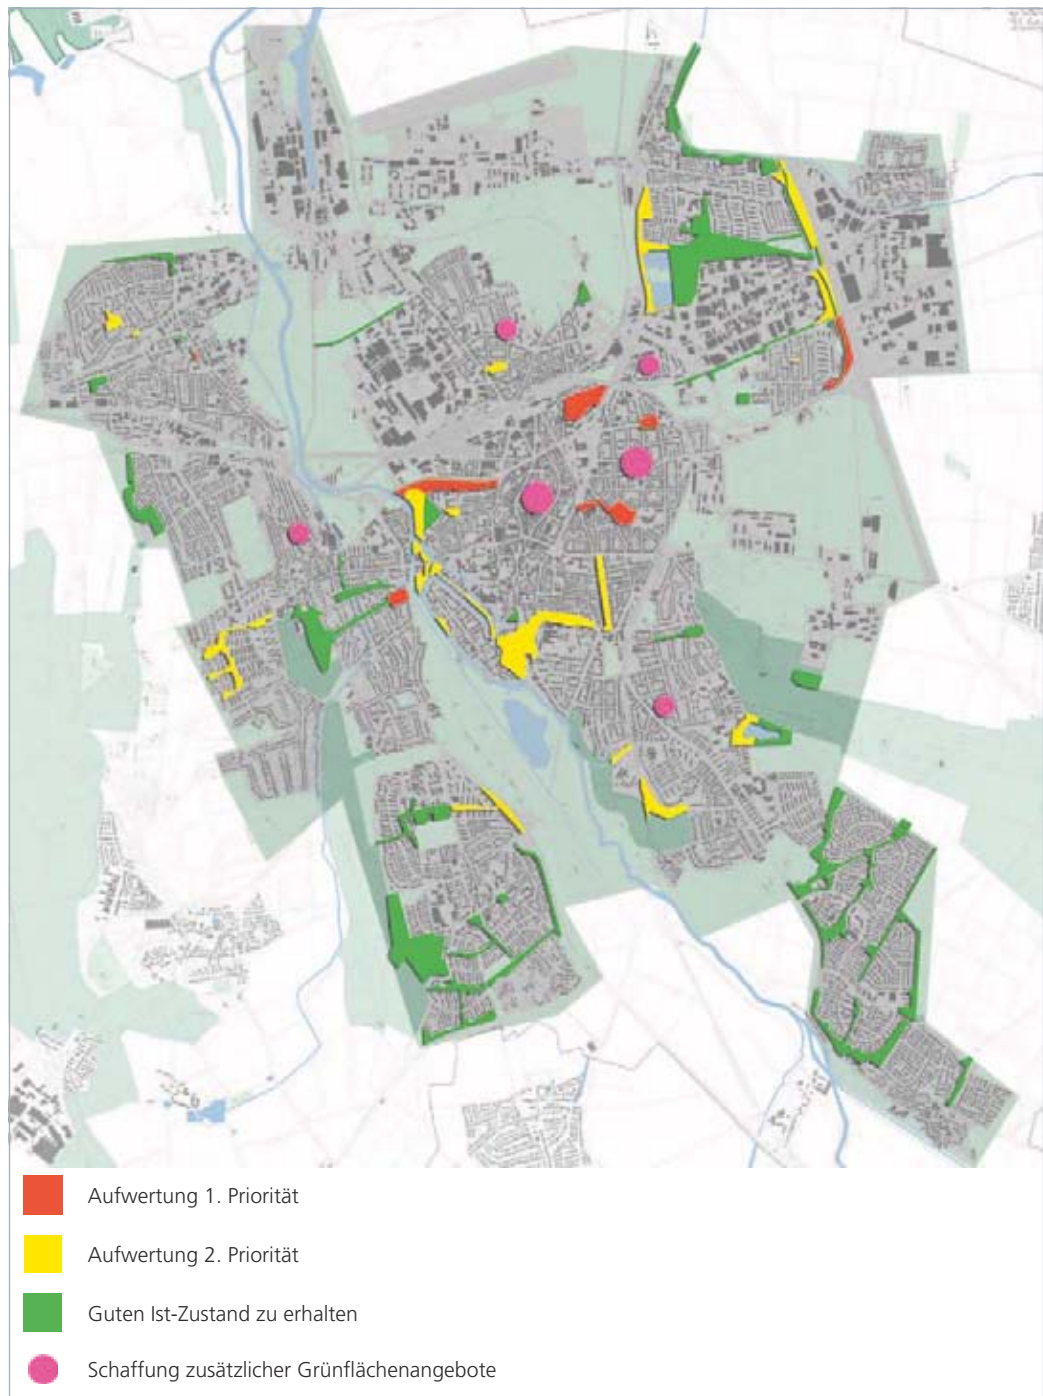 Aufwertung 1. Priorität
Aufwertung 2. Priorität
Guten Ist-Zustand zu erhalten
Schaffung zusätzlicher Grünflächenangebote